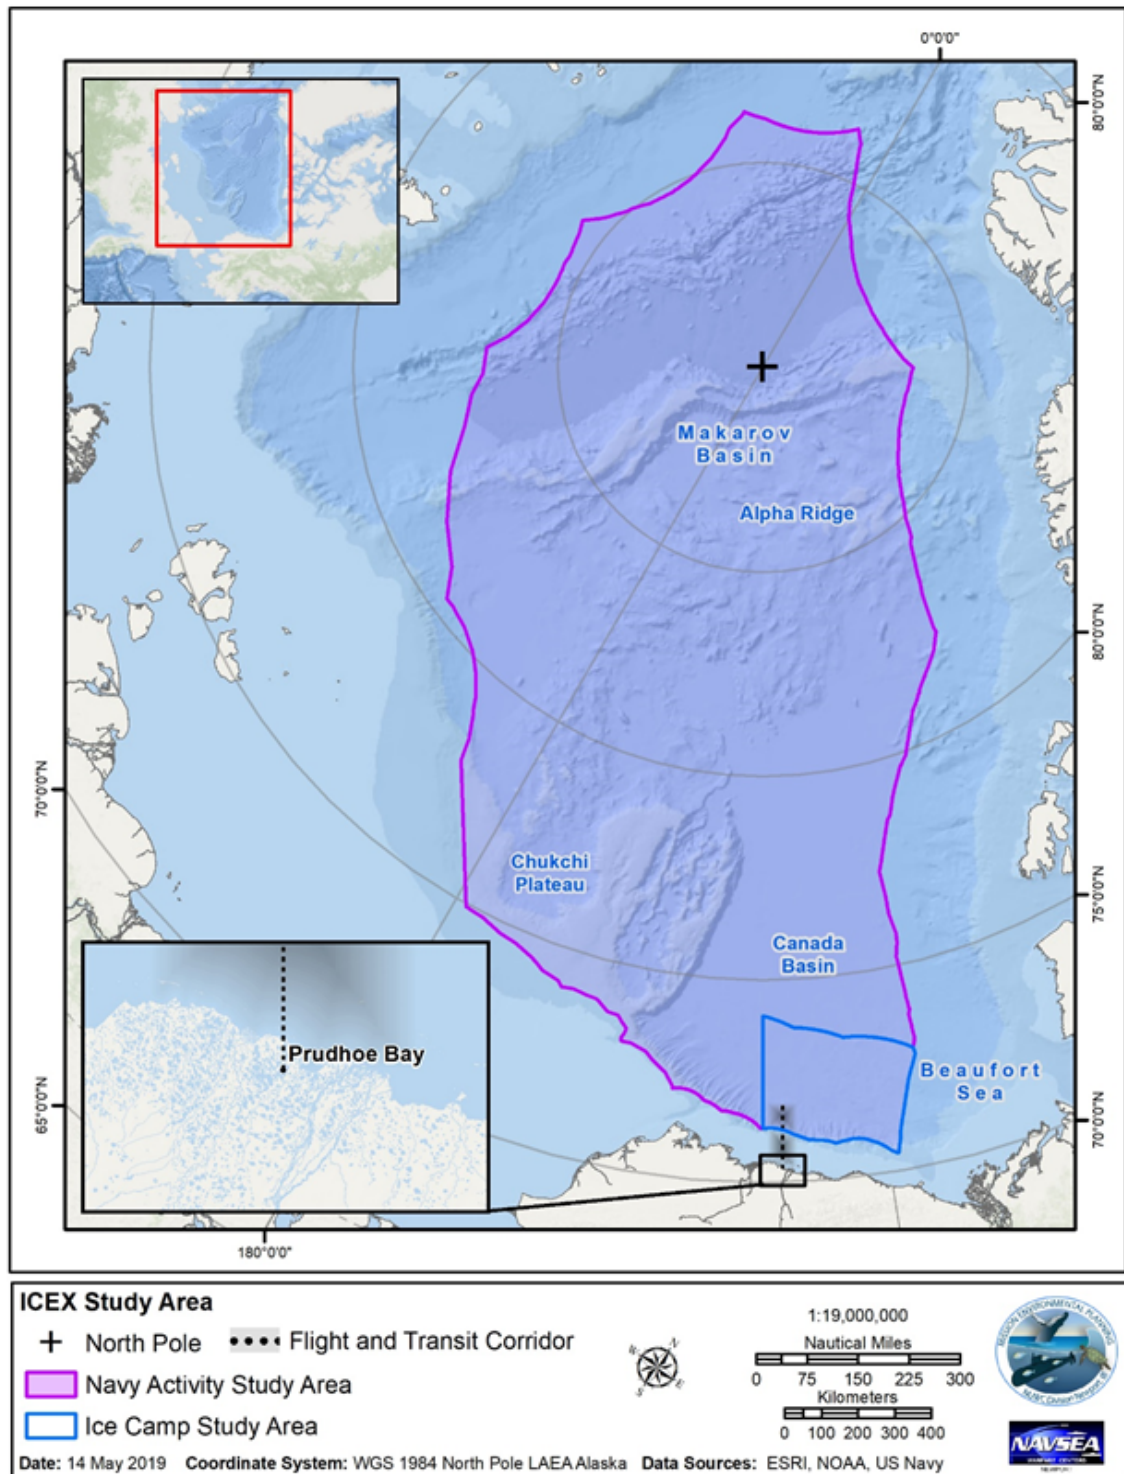 0°0'0"
80°0'0"N
Makarov
Basin
Alpha Ridge
80°0'0"N
70°0'0"N
Chukchi
Plateau
75°0'0"N
Canada
Basin
Prudhoe Bay
Beaufort
Sea
65°0'0"N
70°0'0"N
180°0'0"
ICEX Study Area
North Pole
Flight and Transit Corridor
Navy Activity Study Area
Ice Camp Study Area
N
W
E
S
1:19,000,000
Nautical Miles
0 75 150 225 300
Kilometers
0 100 200 300 400
NAVSEA
WARFARE CENTERS
NEWPORT
Date: 14 May 2019 Coordinate System: WGS 1984 North Pole LAEA Alaska Data Sources: ESRI, NOAA, US Navy